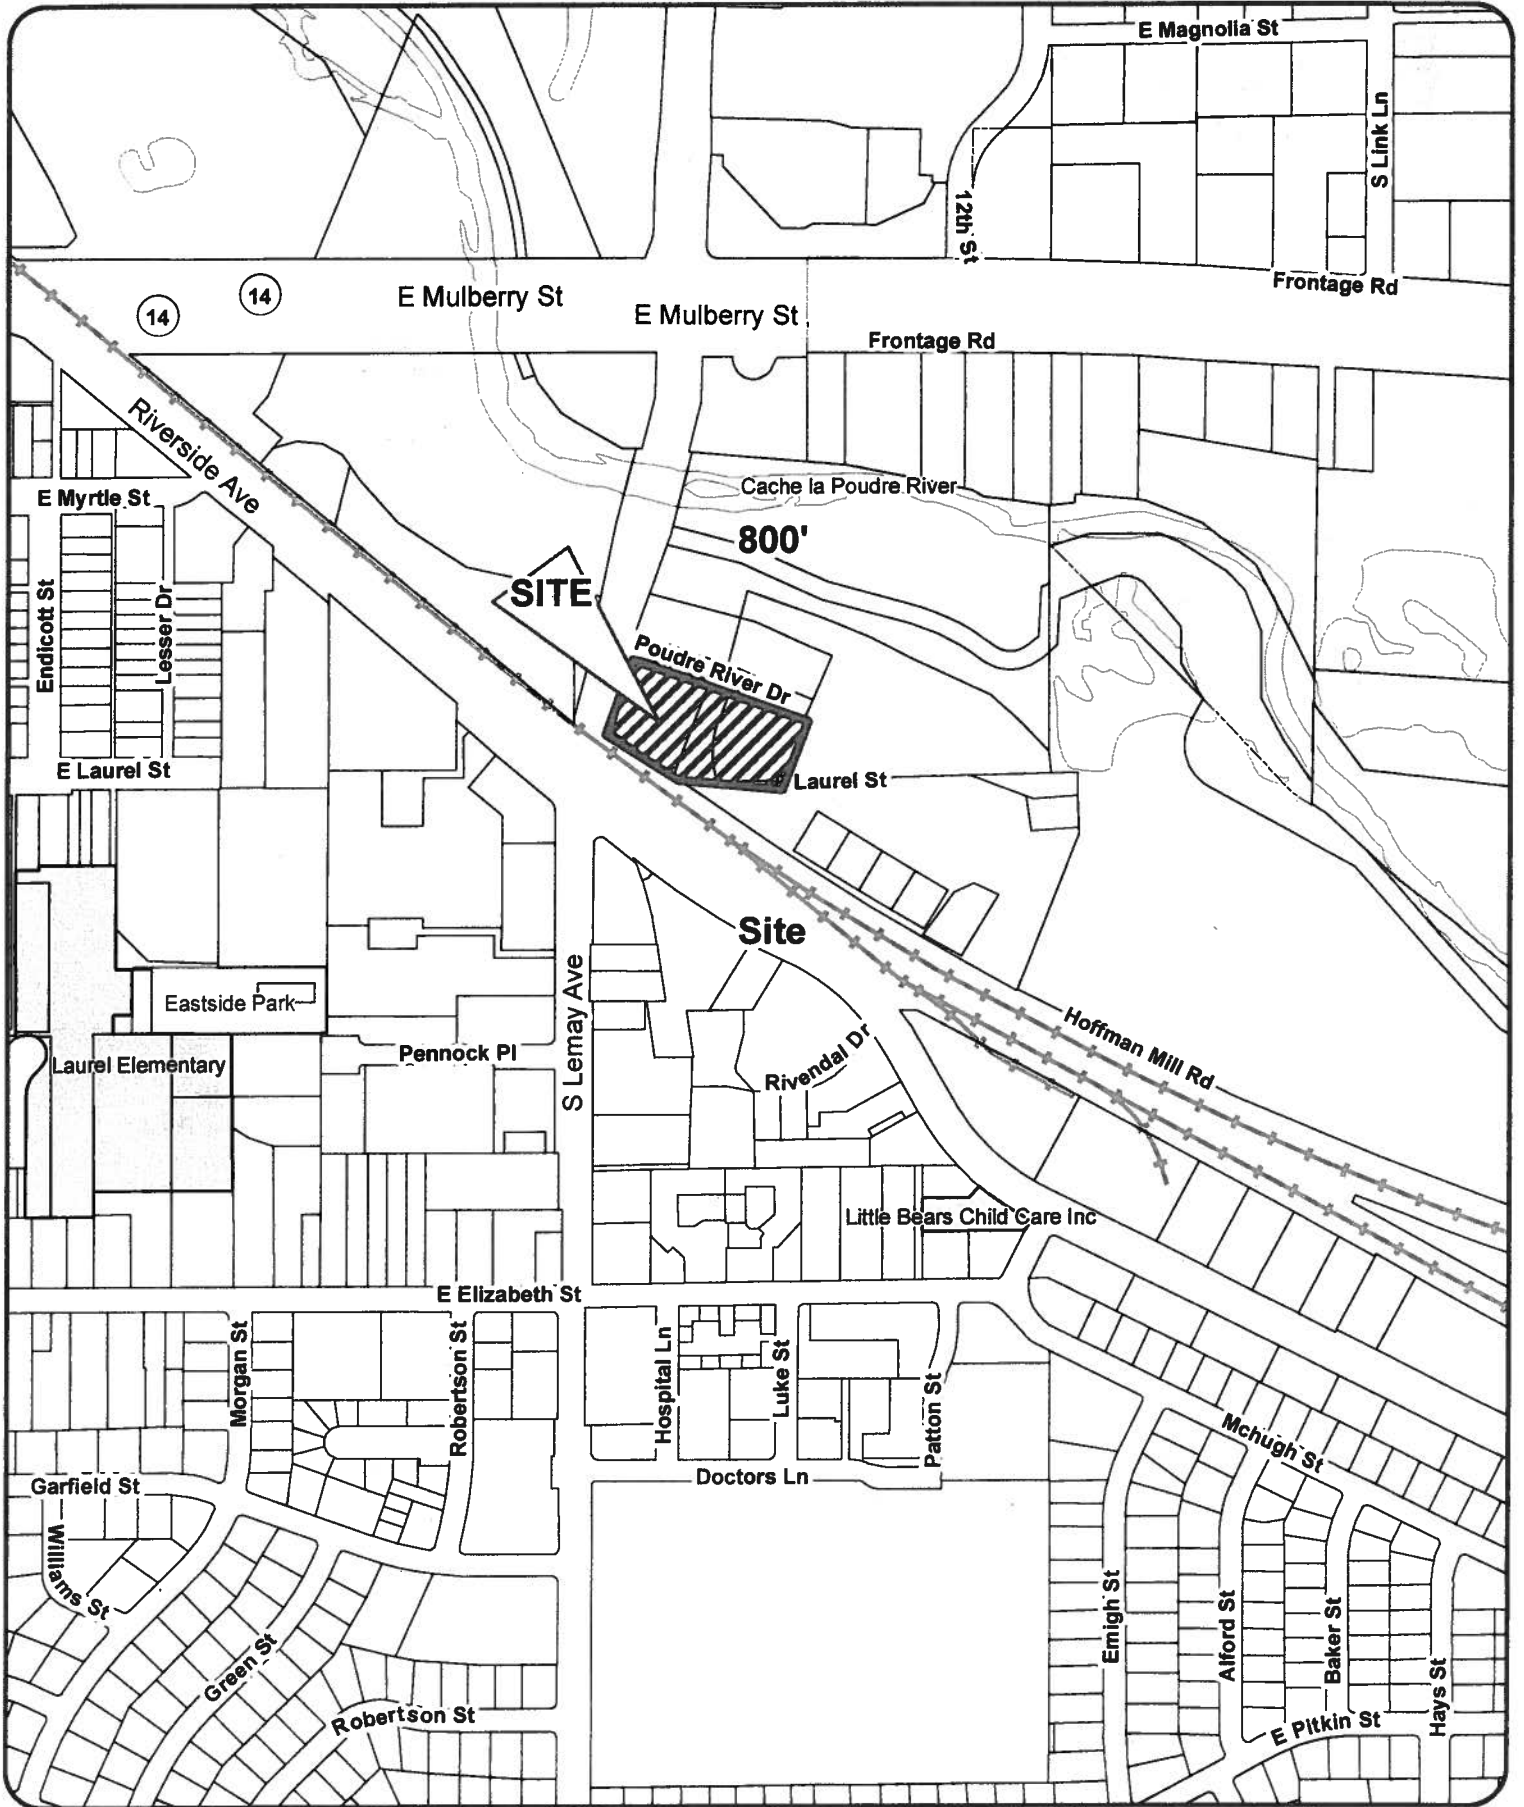 E Magnolia St
S Link Ln
12th St
Frontage Rd
14
14
E Mulberry St
E Mulberry St
Frontage Rd
Riverside Ave
E Myrtle St
Cache la Poudre River
800'
SITE
Endicott St
Lesser Dr
Poudre River Dr
E Laurel St
Laurel St
Site
S Lemay Ave
Eastside Park
Hoffman Mill Rd
Laurel Elementary
Pennock Pl
Rivendal Dr
Little Bears Child Care Inc
E Elizabeth St
Morgan St
Robertson St
Hospital Ln
Luke St
Patton St
Mchugh St
Garfield St
Doctors Ln
Williams St
Green St
Emigh St
Alford St
Baker St
Hays St
Robertson St
E Pitkin St